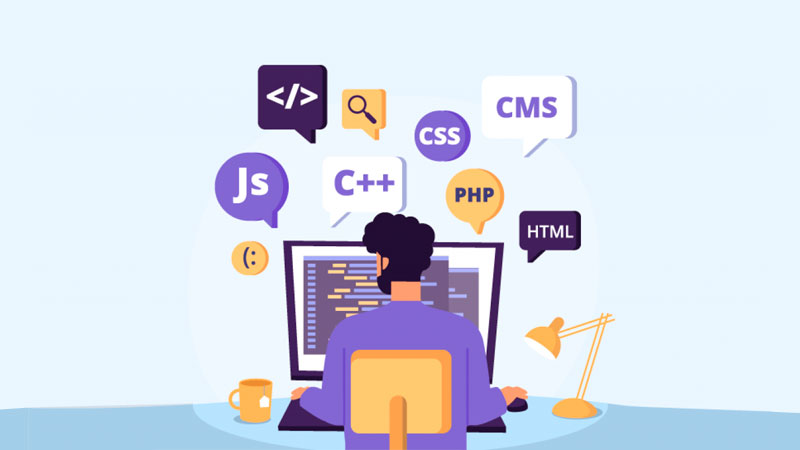 </>
CMS
CSS
Js
C++
PHP
HTML
(: